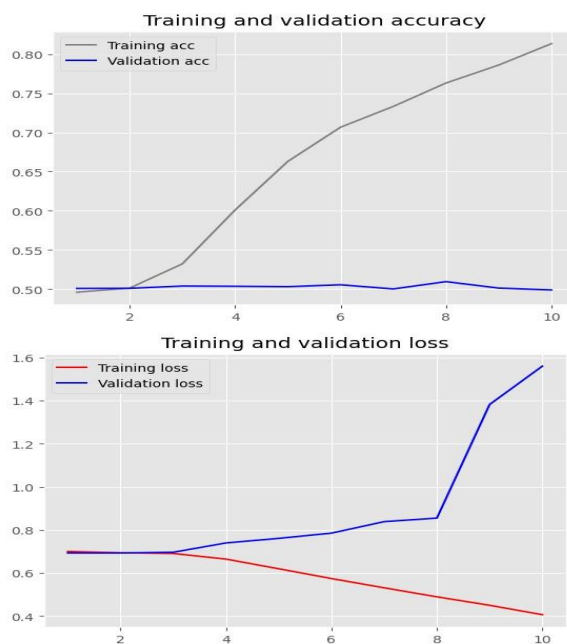 Training and validation accuracy
Training acc
Validation acc
0.80
0.75
0.70
0.65
0.60
0.55
0.50
2 4 6 8 10
Training and validation loss
Training loss
Validation loss
1.6
1.4
1.2
1.0
0.8
0.6
0.4
2 4 6 8 10